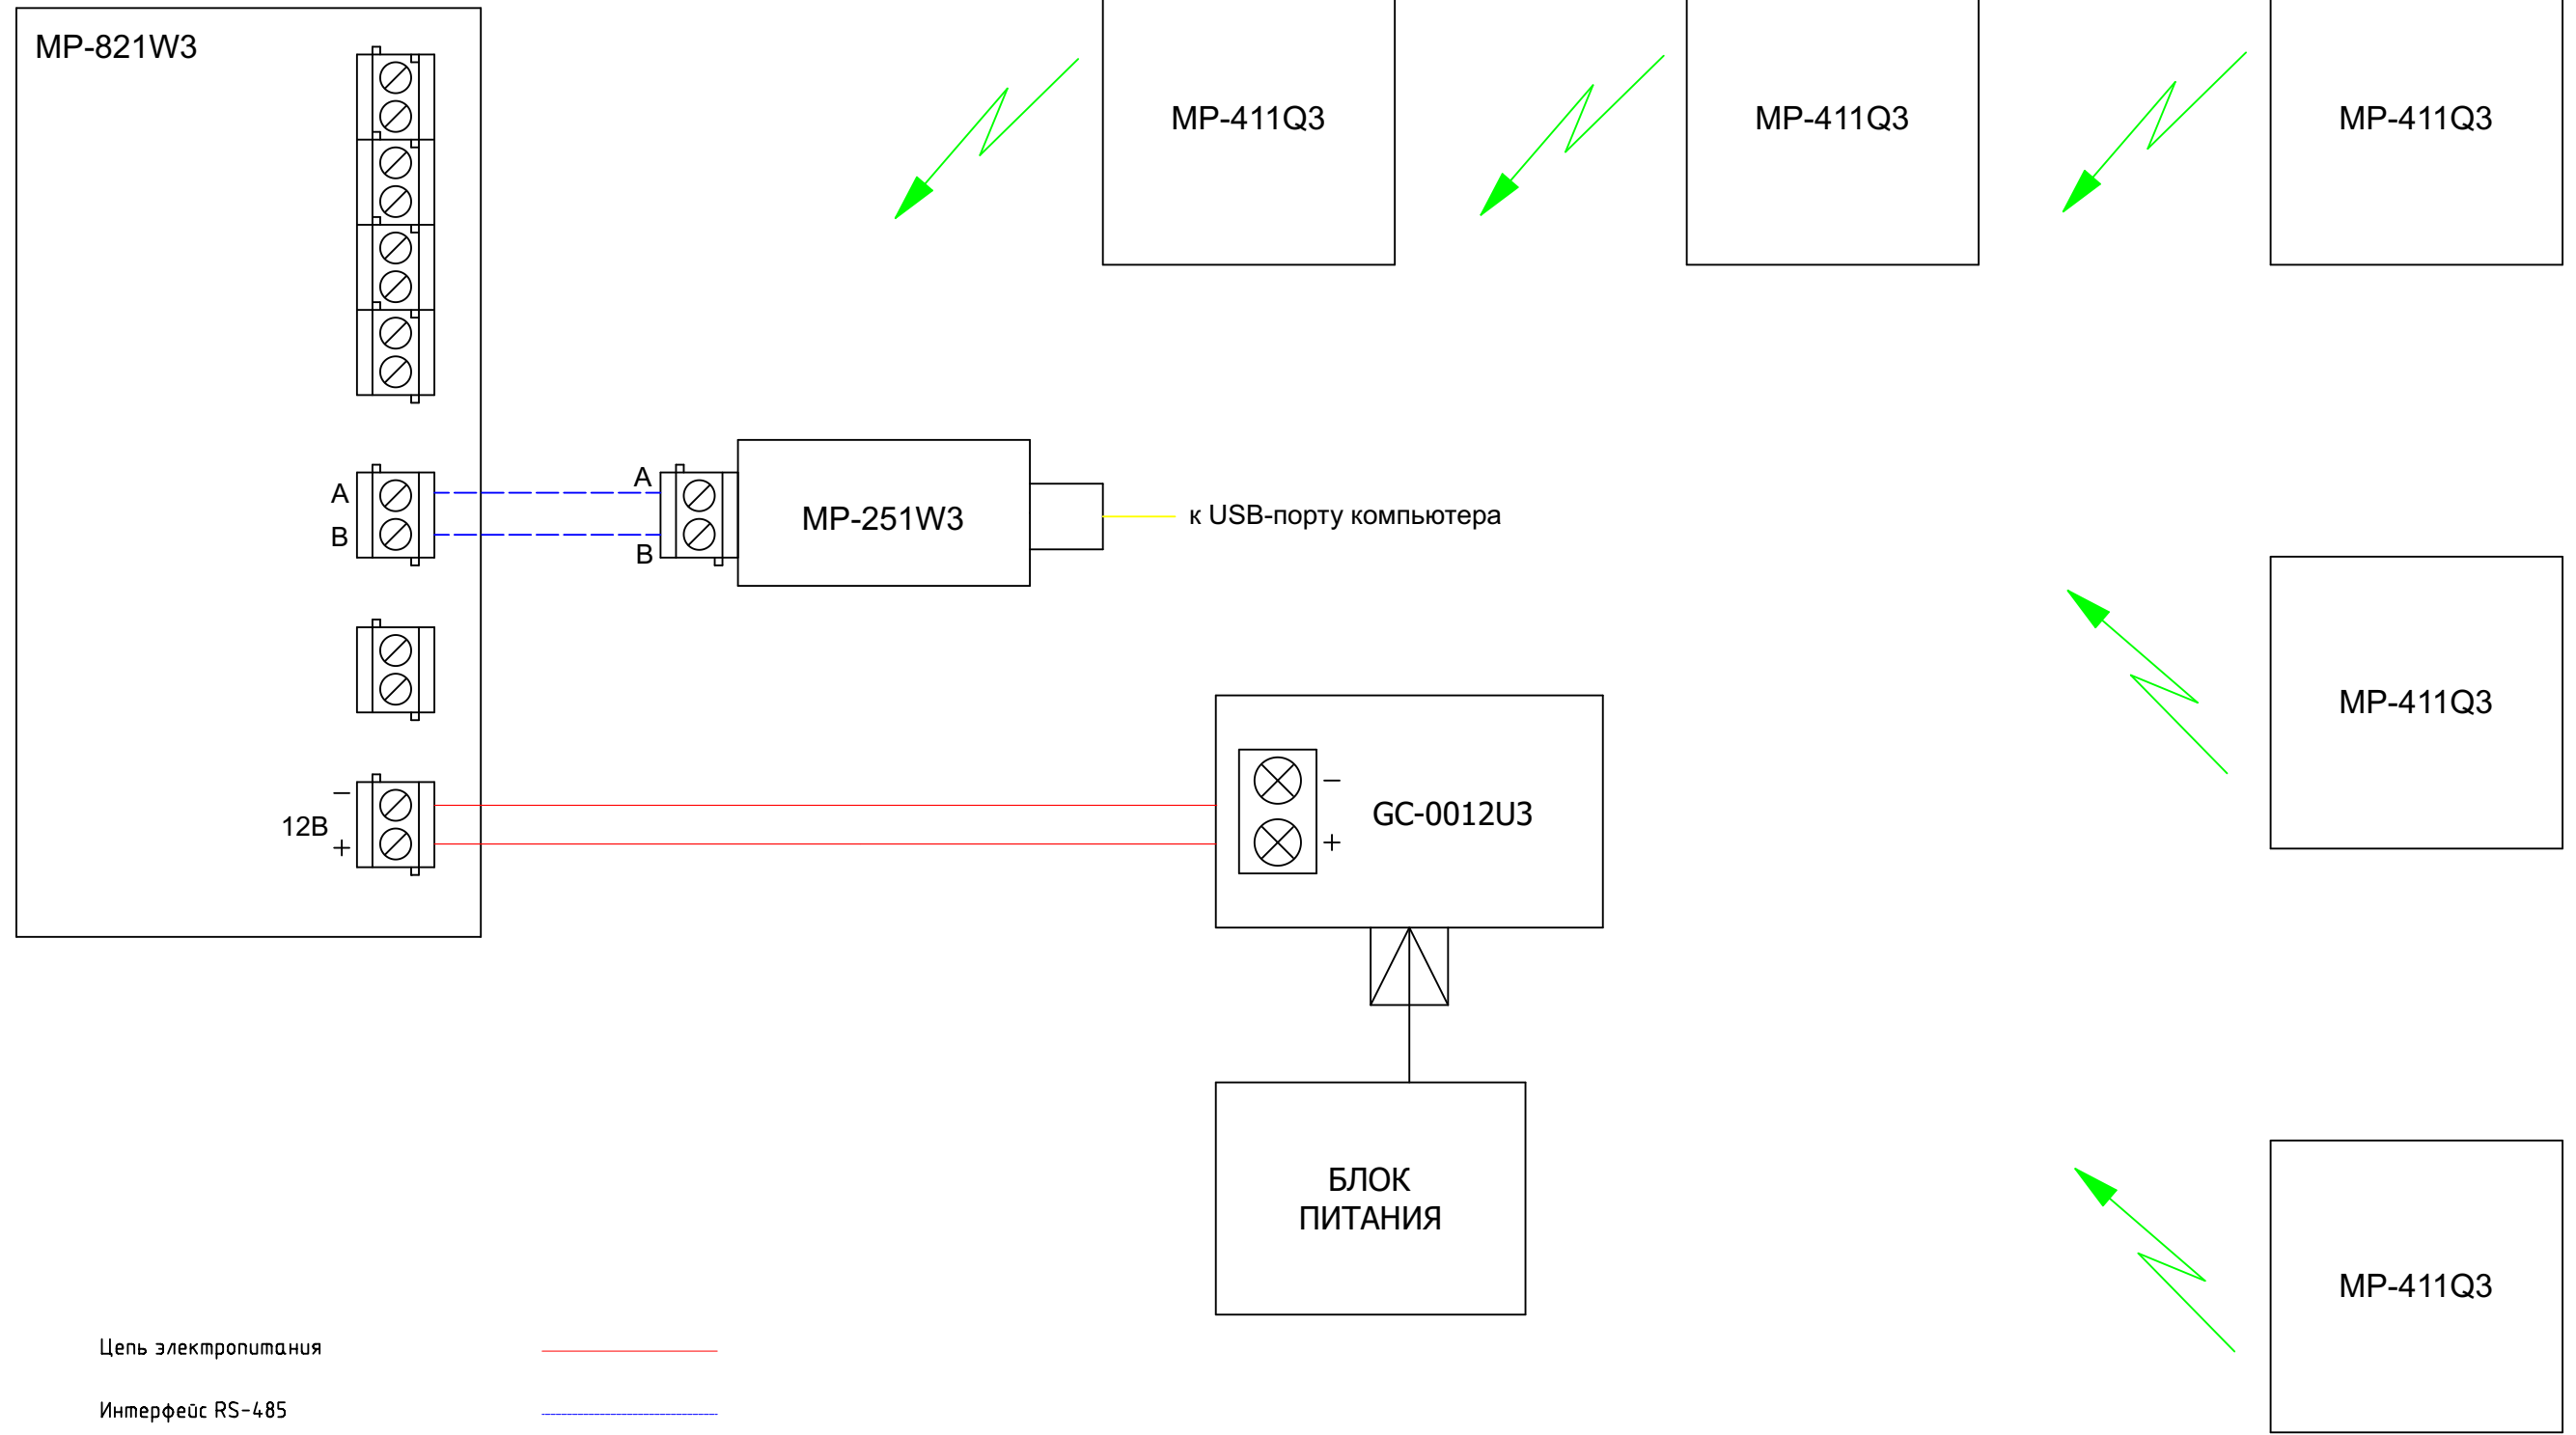 MP-821W3
MP-411Q3
MP-411Q3
MP-411Q3
A
B
A
B
MP-251W3
к USB-порту компьютера
MP-411Q3
−
12В
+
−
+
GC-0012U3
БЛОК
ПИТАНИЯ
MP-411Q3
Цепь электропитания
Интерфейс RS-485